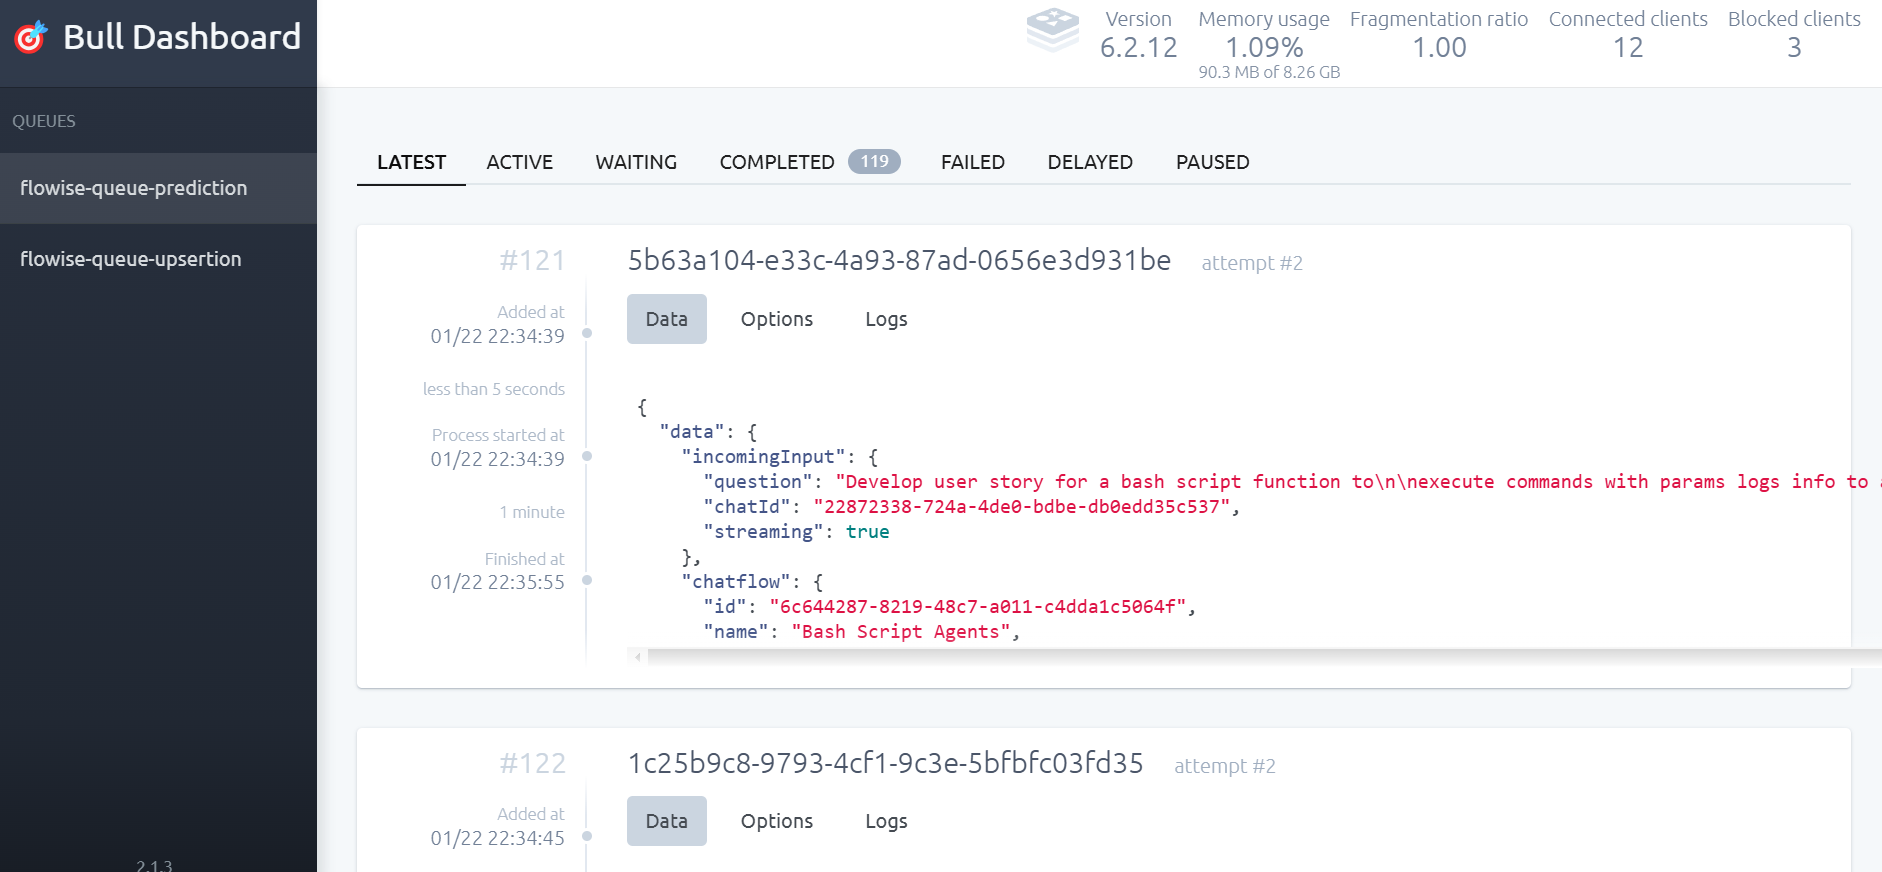 Bull Dashboard
Version
6.2.12
Memory usage
1.09%
90.3 MB of 8.26 GB
Fragmentation ratio
1.00
Connected clients
12
Blocked clients
3
QUEUES
flowise-queue-prediction
flowise-queue-upsertion
2.1.3
LATEST ACTIVE WAITING COMPLETED 119 FAILED DELAYED PAUSED
#121
Added at
01/22 22:34:39
less than 5 seconds
Process started at
01/22 22:34:39
1 minute
Finished at
01/22 22:35:55
5b63a104-e33c-4a93-87ad-0656e3d931be attempt #2
Data Options Logs
{
"data": {
"incomingInput": {
"question": "Develop user story for a bash script function to\n\nexecute commands with params logs info to
"chatId": "22872338-724a-4de0-bdbe-db0edd35c537",
"streaming": true
},
"chatflow": {
"id": "6c644287-8219-48c7-a011-c4dda1c5064f",
"name": "Bash Script Agents",
#122
Added at
01/22 22:34:45
1c25b9c8-9793-4cf1-9c3e-5bfbfc03fd35 attempt #2
Data Options Logs